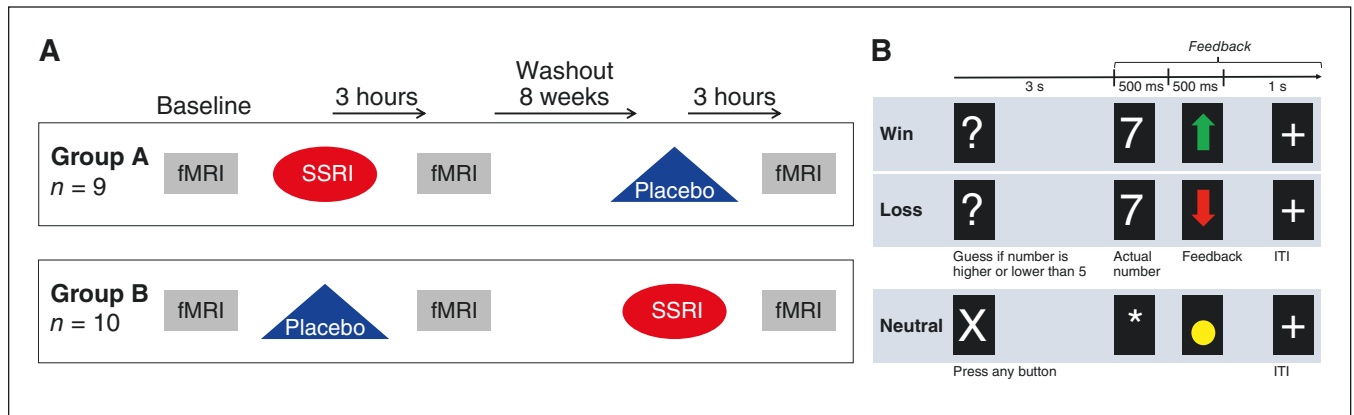 A
Baseline
3 hours
Washout
8 weeks
3 hours
Group A
n = 9
fMRI
SSRI
fMRI
Placebo
fMRI
Group B
n = 10
fMRI
Placebo
fMRI
SSRI
fMRI
B
Feedback
3 s
500 ms
500 ms
1 s
Win
?
7
+
Loss
?
7
+
Guess if number is
higher or lower than 5
Actual
number
Feedback
ITI
Neutral
X
*
+
Press any button
ITI